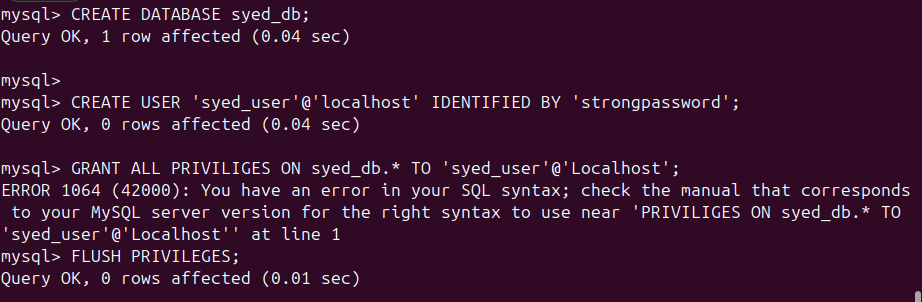 mysql> CREATE DATABASE syed_db;
Query OK, 1 row affected (0.04 sec)
mysql>
mysql> CREATE USER 'syed_user'@'localhost' IDENTIFIED BY 'strongpassword';
Query OK, 0 rows affected (0.04 sec)
mysql> GRANT ALL PRIVILIGES ON syed_db.* TO 'syed_user'@'Localhost';
ERROR 1064 (42000): You have an error in your SQL syntax; check the manual that corresponds
to your MySQL server version for the right syntax to use near 'PRIVILIGES ON syed_db.* TO
'syed_user'@'Localhost'' at line 1
mysql> FLUSH PRIVILEGES;
Query OK, 0 rows affected (0.01 sec)